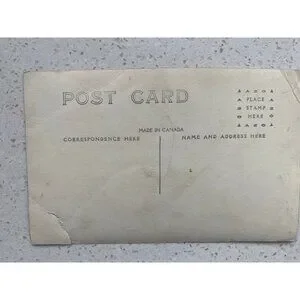 POST CARD
PLACE
STAMP
HERE
MADE IN CANADA
CORRESPONDENCE HERE
NAME AND ADDRESS HERE